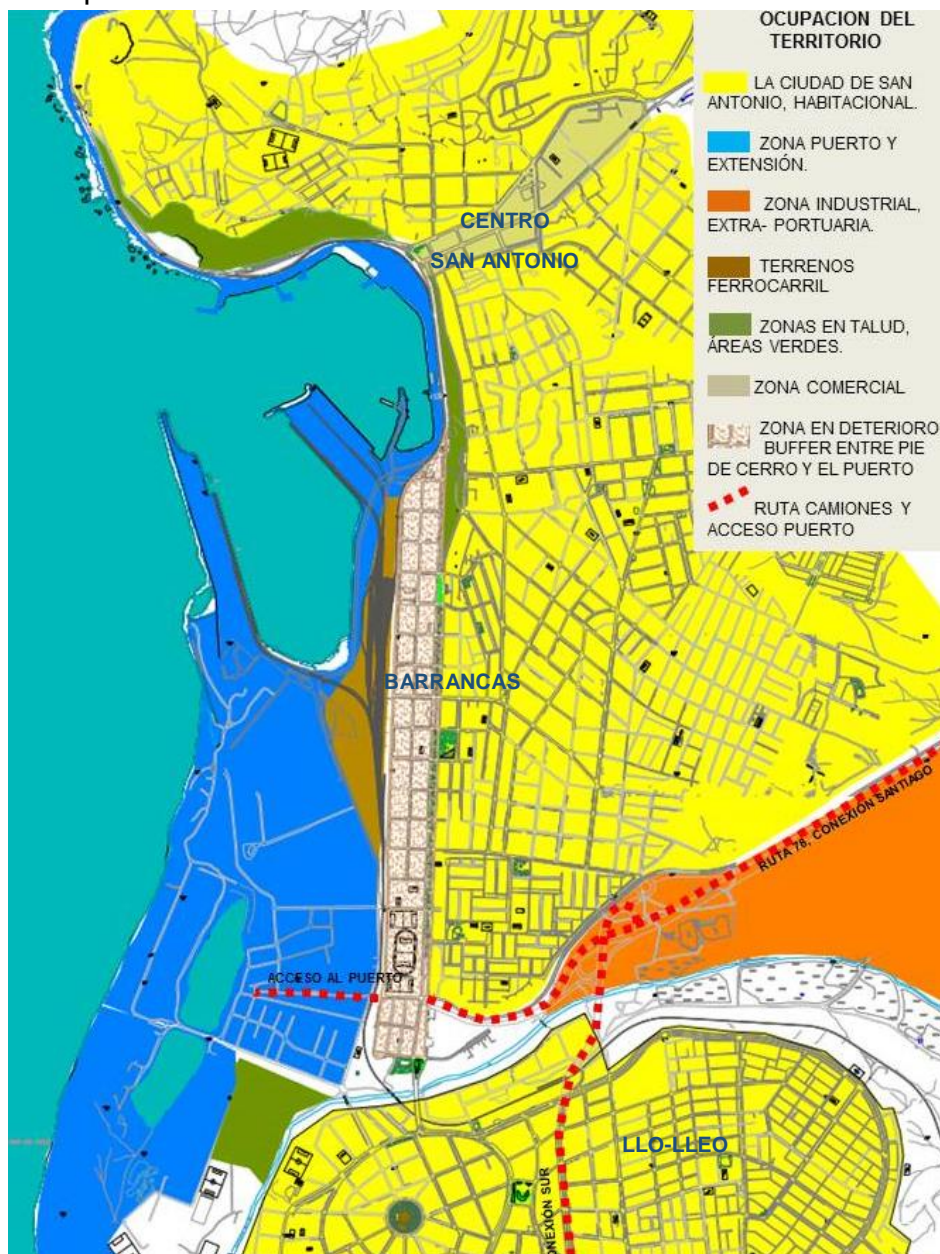 OCUPACION DEL
TERRITORIO
LA CIUDAD DE SAN
ANTONIO, HABITACIONAL.
ZONA PUERTO Y
EXTENSIÓN.
ZONA INDUSTRIAL,
EXTRA- PORTUARIA.
TERRENOS
FERROCARRIL
ZONAS EN TALUD,
ÁREAS VERDES.
ZONA COMERCIAL
ZONA EN DETERIORO
BUFFER ENTRE PIE
DE CERRO Y EL PUERTO
RUTA CAMIONES Y
ACCESO PUERTO
CENTRO
SAN ANTONIO
BARRANCAS
RUTA 78, CONEXIÓN SANTIAGO
ACCESO AL PUERTO
LLO-LLEO
ONEXIÓN SUR